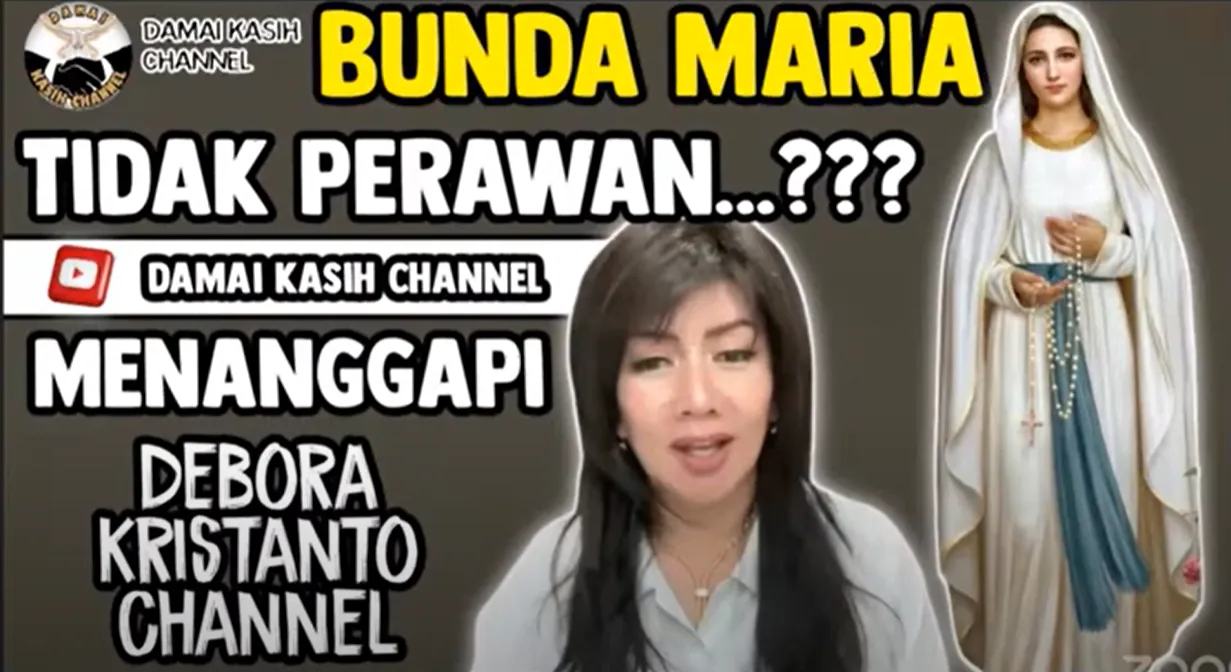 DAMAI
KASIH CHANNEL
DAMAI KASIH
CHANNEL
BUNDA MARIA
TIDAK PERAWAN...???
DAMAI KASIH CHANNEL
MENANGGAPI
DEBORA
KRISTANTO
CHANNEL